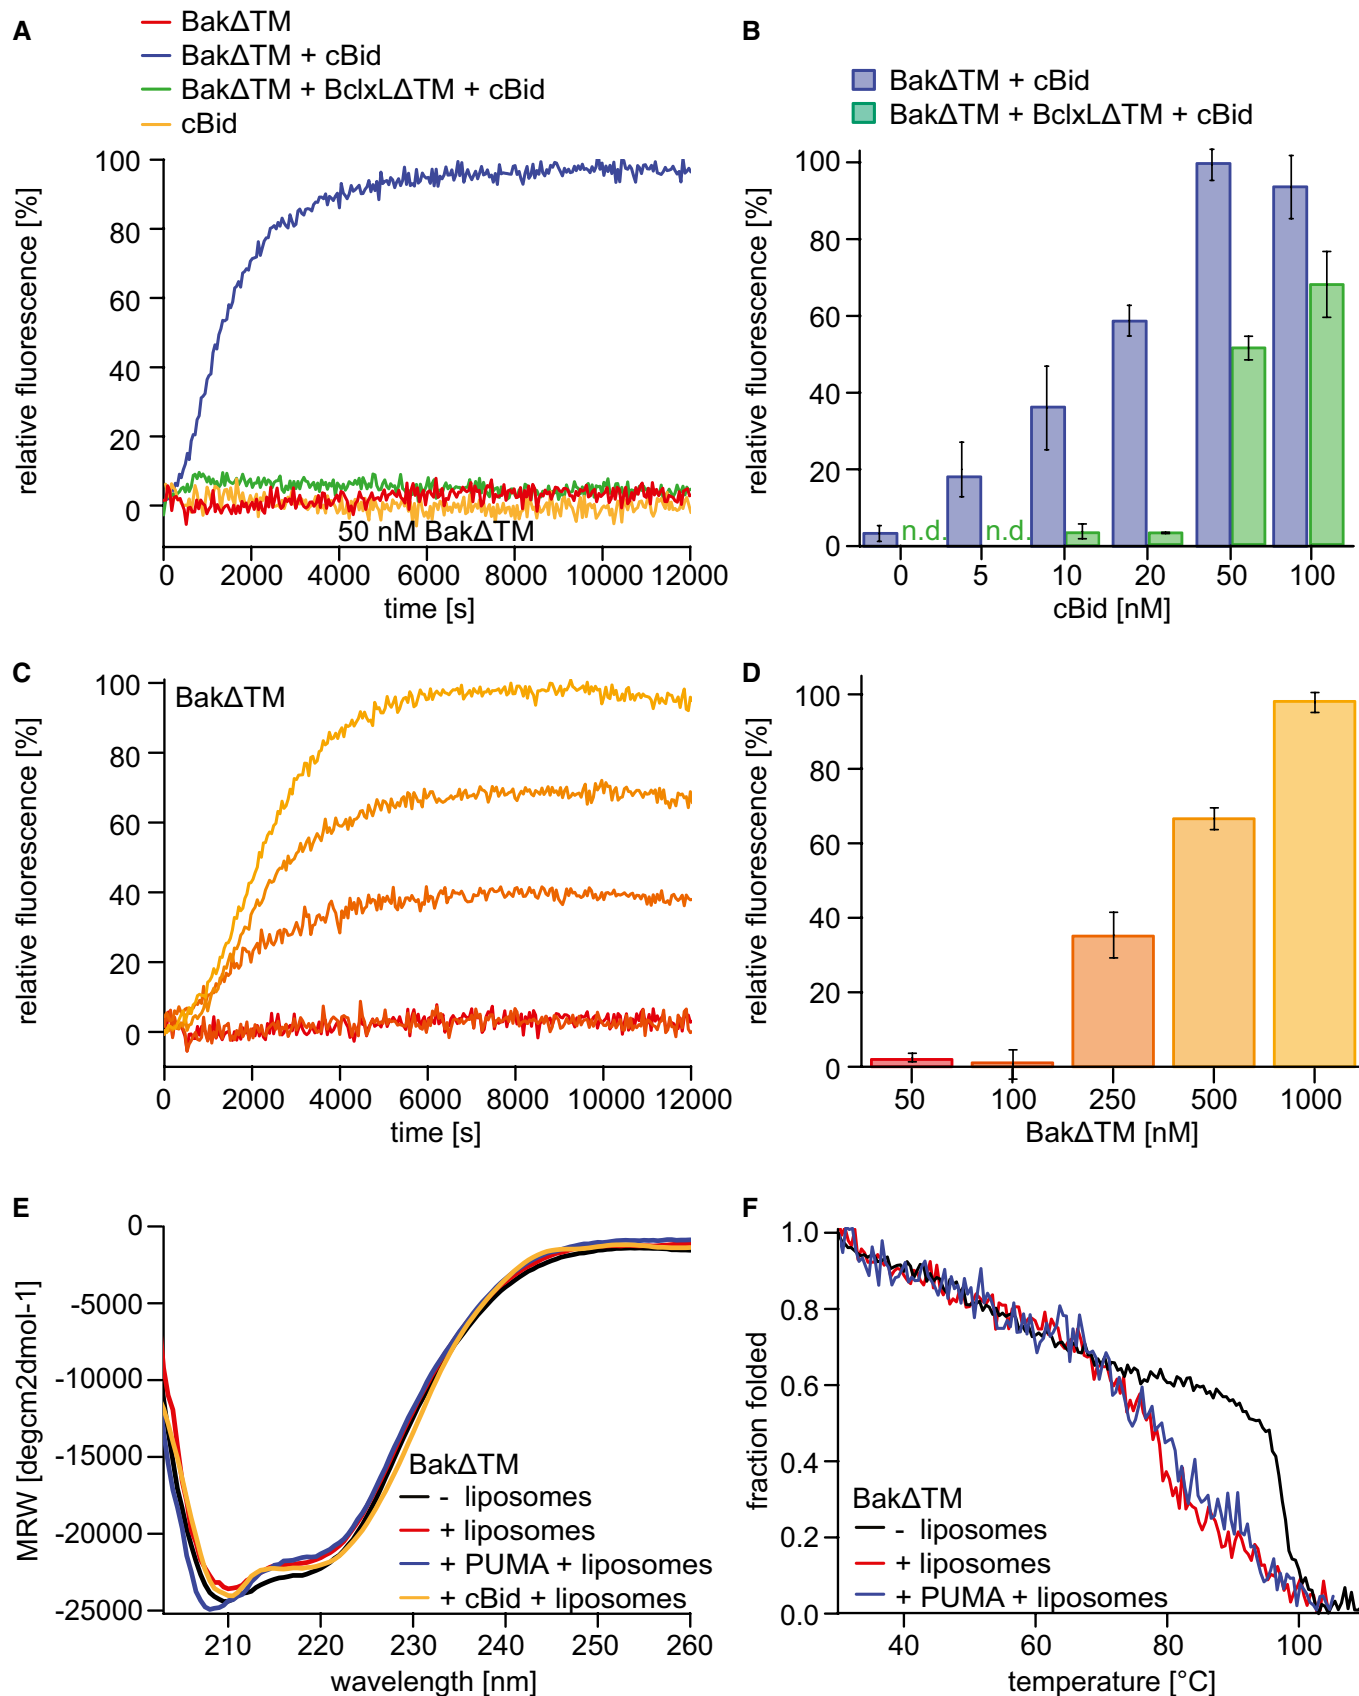 A
BakΔTM
BakΔTM + cBid
BakΔTM + BclxLΔTM + cBid
cBid
relative fluorescence [%]
100
80
60
40
20
0
50 nM BakΔTM
0 2000 4000 6000 8000 10000 12000
time [s]
B
BakΔTM + cBid
BakΔTM + BclxLΔTM + cBid
relative fluorescence [%]
100
80
60
40
20
0
n.d. n.d.
0 5 10 20 50 100
cBid [nM]
C
BakΔTM
relative fluorescence [%]
100
80
60
40
20
0
0 2000 4000 6000 8000 10000 12000
time [s]
D
relative fluorescence [%]
100
80
60
40
20
0
50 100 250 500 1000
BakΔTM [nM]
E
MRW [degcm2dmol-1]
0
-5000
-10000
-15000
-20000
-25000
BakΔTM
- liposomes
+ liposomes
+ PUMA + liposomes
+ cBid + liposomes
210 220 230 240 250 260
wavelength [nm]
F
fraction folded
1.0
0.8
0.6
0.4
0.2
0.0
BakΔTM
- liposomes
+ liposomes
+ PUMA + liposomes
40 60 80 100
temperature [°C]